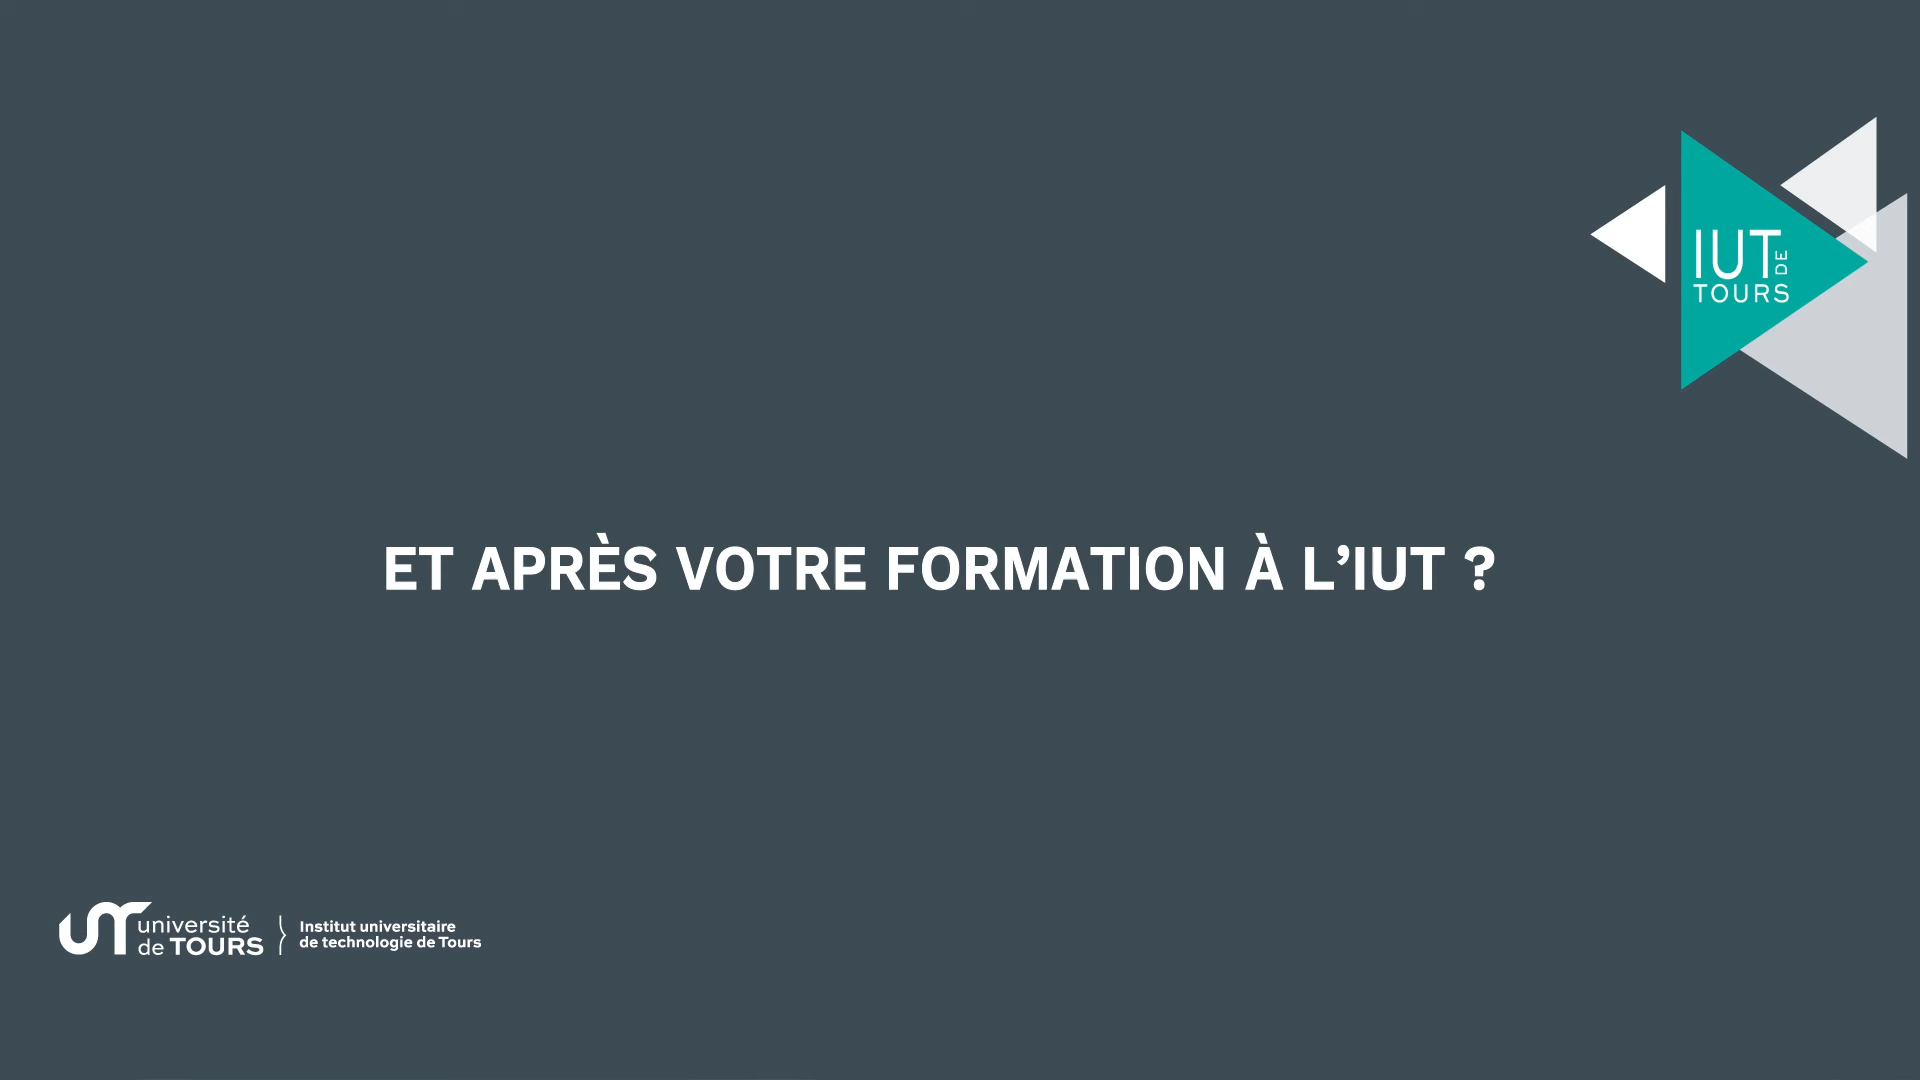 IUT DE
TOURS
ET APRÈS VOTRE FORMATION À L’IUT ?
université
de TOURS
Institut universitaire
de technologie de Tours